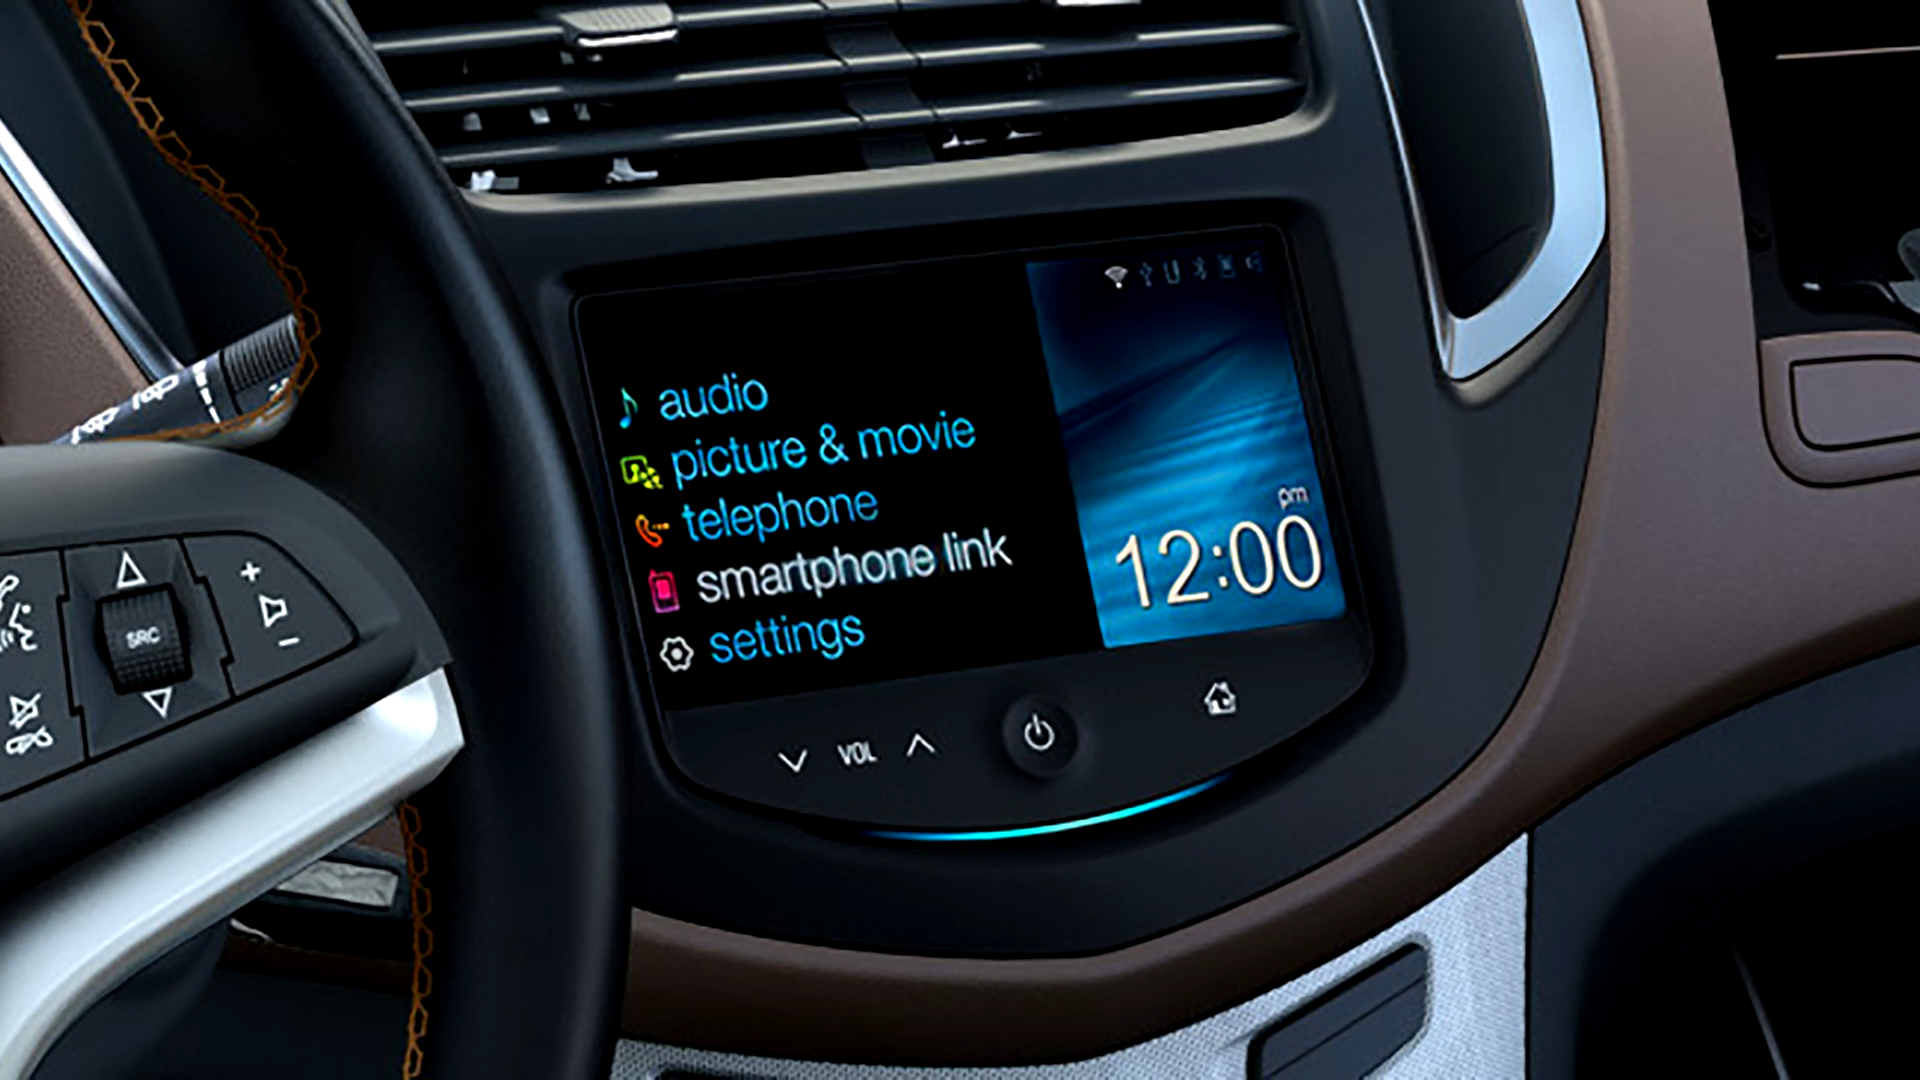 audio
picture & movie
telephone
smartphone link
settings
pm
12:00
VOL
SRC